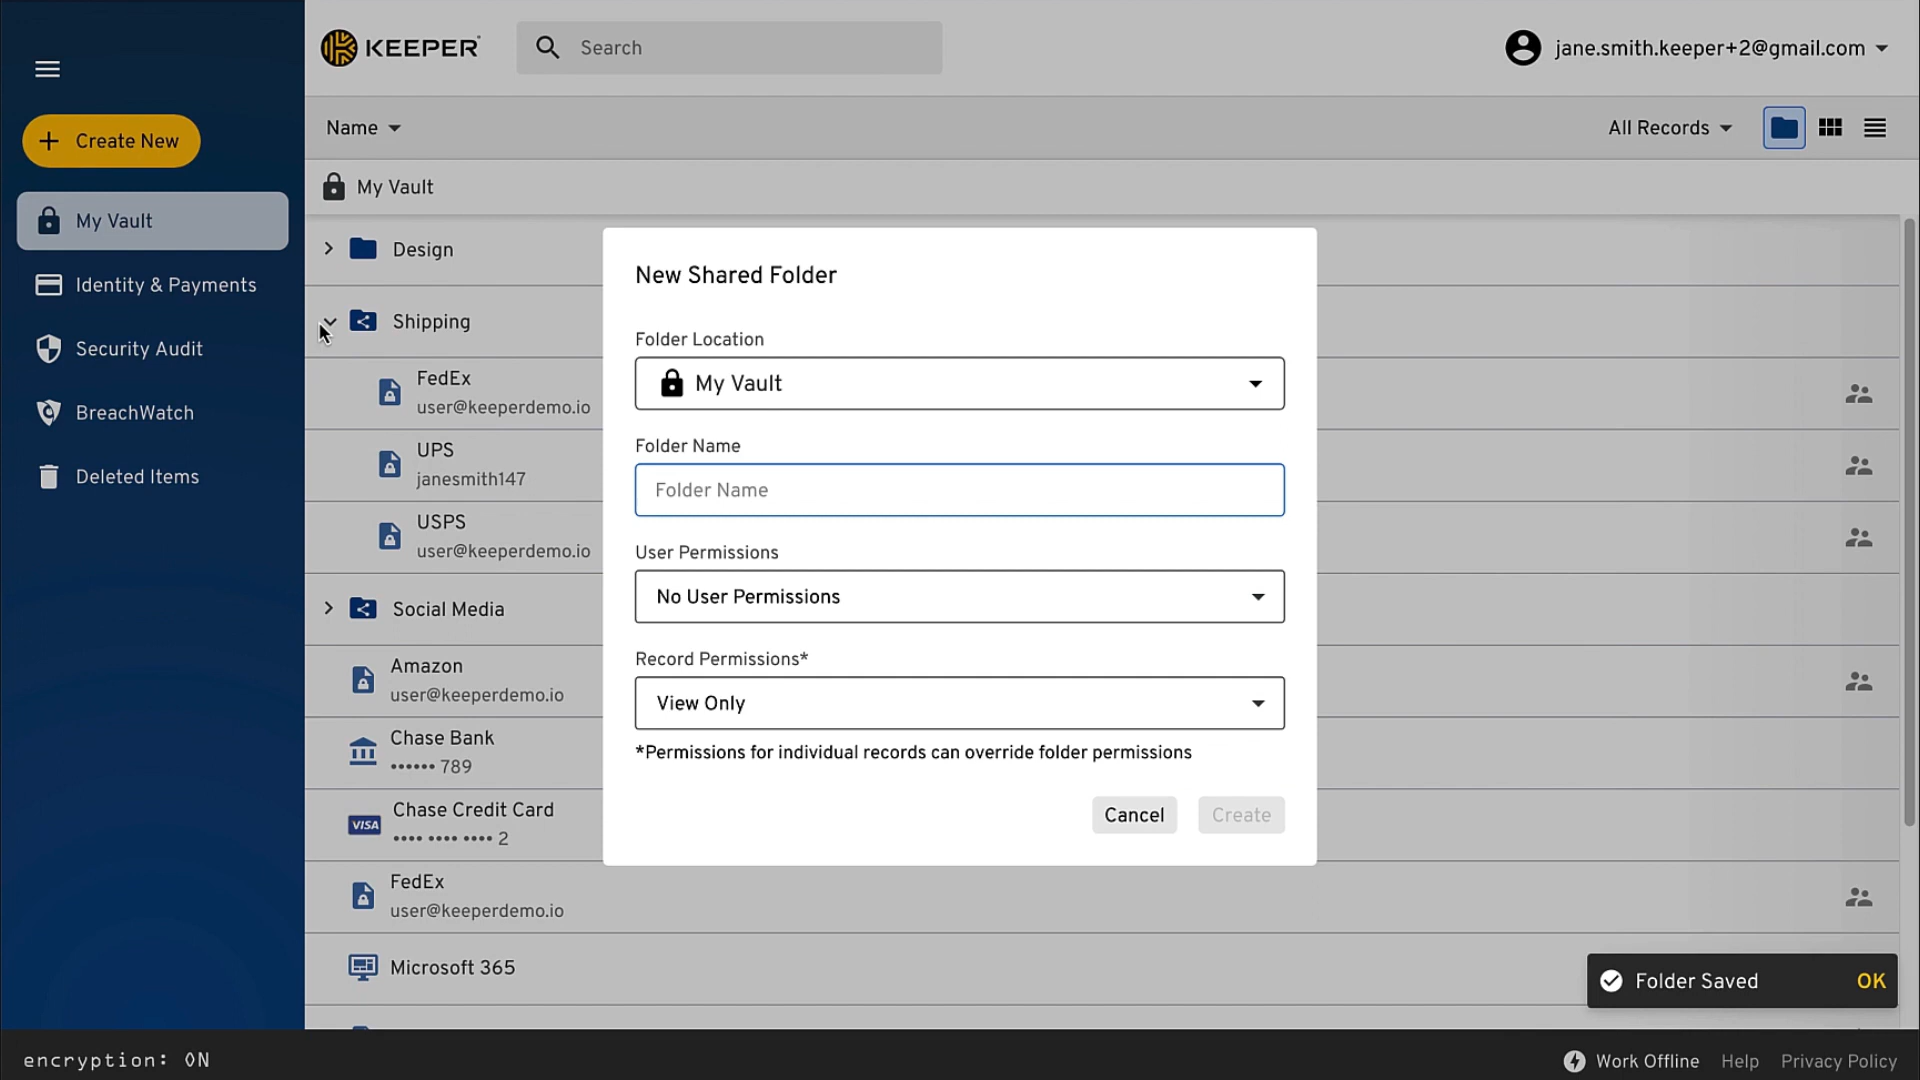 KEEPER
Search
jane.smith.keeper+2@gmail.com
Create New
Name
All Records
My Vault
My Vault
Identity & Payments
Security Audit
BreachWatch
Deleted Items
Design
Shipping
FedEx
user@keeperdemo.io
UPS
janesmith147
USPS
user@keeperdemo.io
Social Media
Amazon
user@keeperdemo.io
Chase Bank
•••••• 789
VISA
Chase Credit Card
•••• •••• •••• 2
FedEx
user@keeperdemo.io
Microsoft 365
New Shared Folder
Folder Location
My Vault
Folder Name
Folder Name
User Permissions
No User Permissions
Record Permissions*
View Only
*Permissions for individual records can override folder permissions
Cancel
Create
Folder Saved
OK
encryption: ON
Work Offline
Help
Privacy Policy